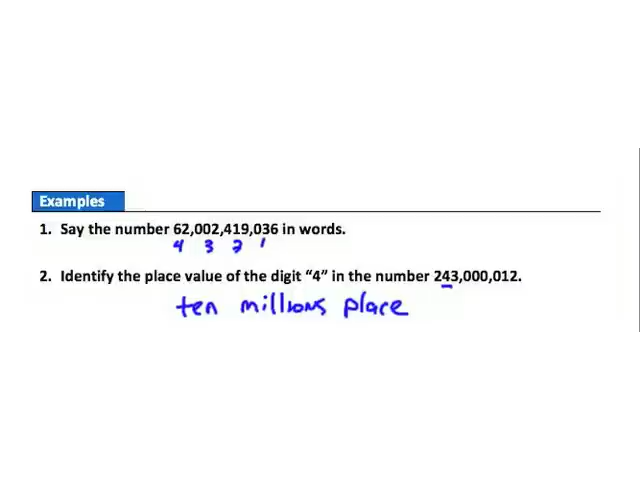 Examples
1. Say the number 62,002,419,036 in words.
4 3 2 1
2. Identify the place value of the digit “4” in the number 243,000,012.
ten millions place